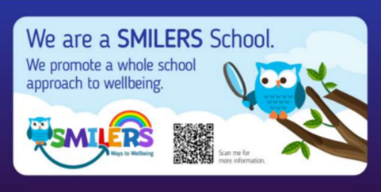 We are a SMILERS School.
We promote a whole school
approach to wellbeing.
SMILERS
Ways to Wellbeing
Scan me for
more information.